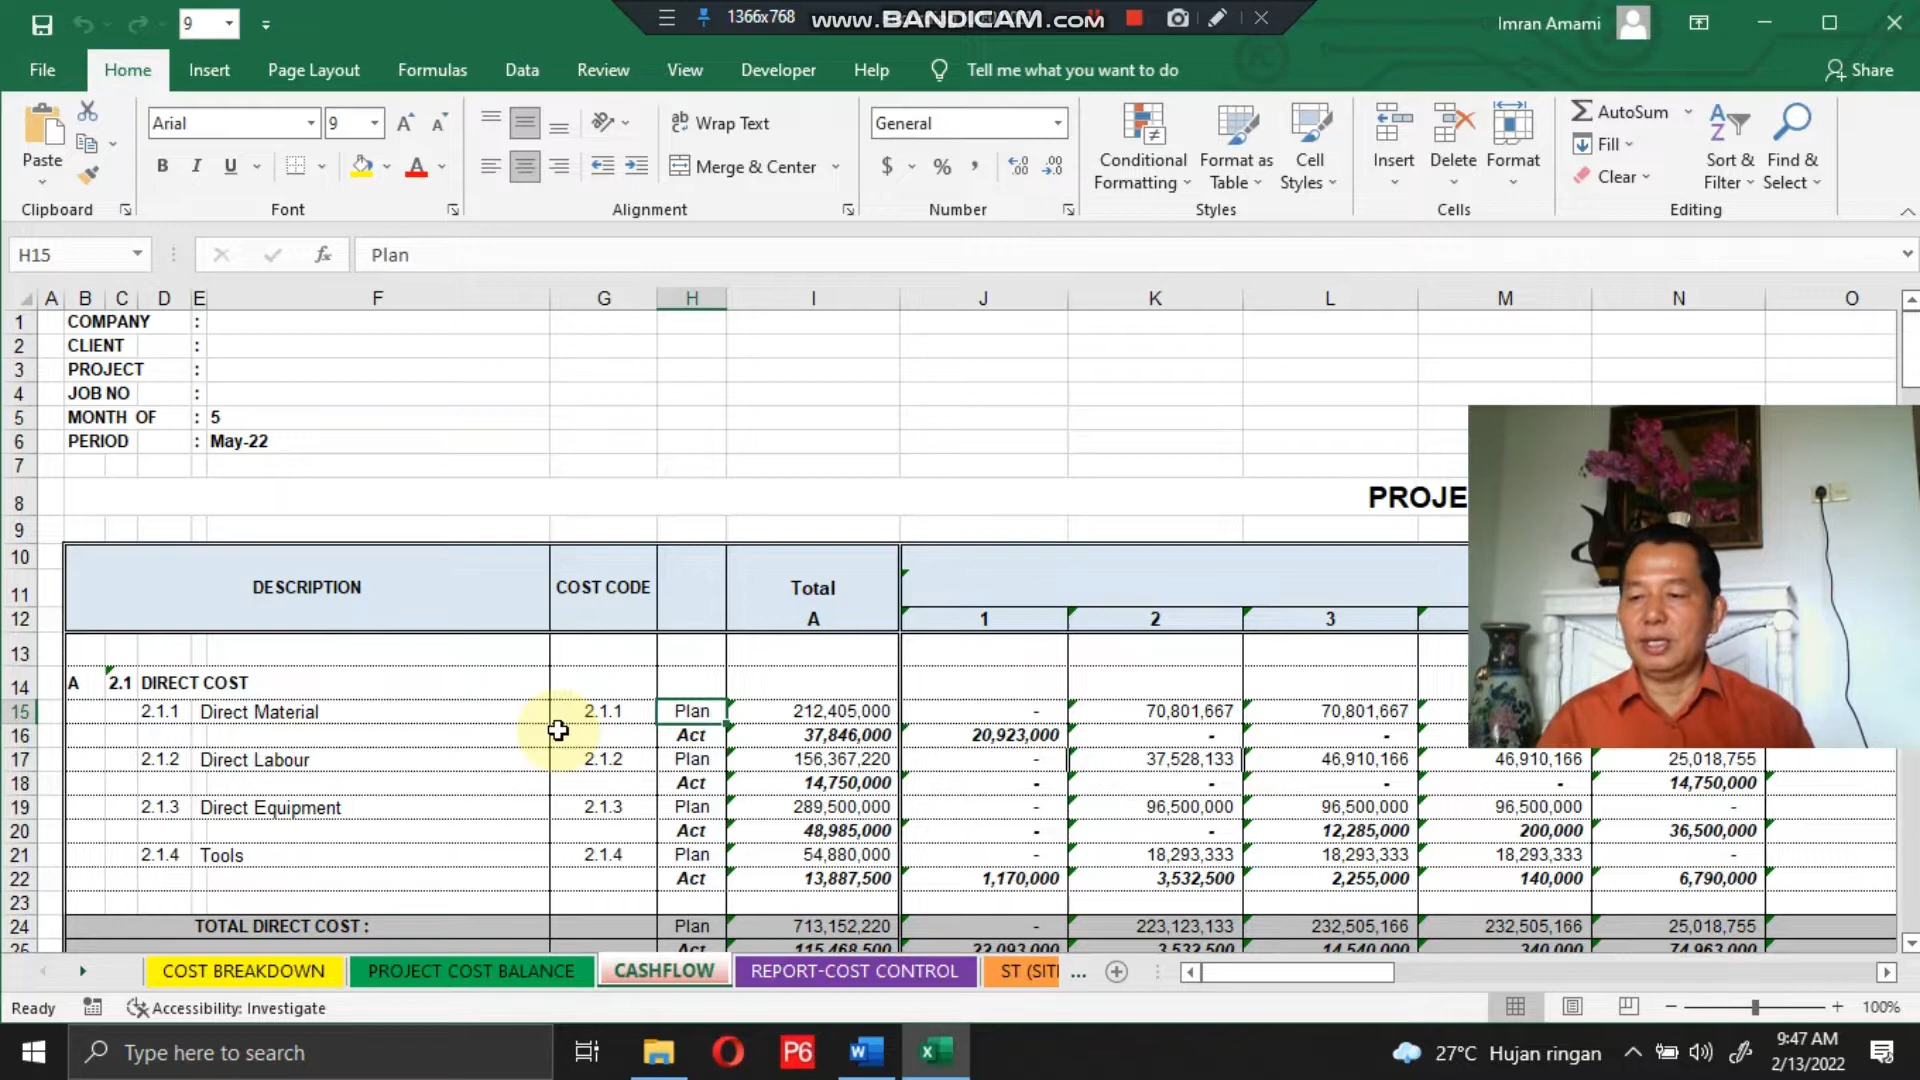 9
1366x768
www.BANDICAM.com
Imran Amami
File Home Insert Page Layout Formulas Data Review View Developer Help Tell me what you want to do Share
Paste
Clipboard
Arial 9
B I U A
Font
ab Wrap Text
Merge & Center
Alignment
General
$ % ,
Number
Conditional Formatting
Format as Table
Cell Styles
Styles
Insert Delete Format
Cells
AutoSum
Fill
Clear
Sort & Filter
Find & Select
Editing
H15 fx Plan
A B C D E F G H I J K L M N O
1 COMPANY :
2 CLIENT :
3 PROJECT :
4 JOB NO :
5 MONTH OF : 5
6 PERIOD : May-22
7
8 PROJE
9
10
11 DESCRIPTION COST CODE Total
12 A 1 2 3
13
14 A 2.1 DIRECT COST
15 2.1.1 Direct Material 2.1.1 Plan 212,405,000 - 70,801,667 70,801,667
16 Act 37,846,000 20,923,000 - -
17 2.1.2 Direct Labour 2.1.2 Plan 156,367,220 - 37,528,133 46,910,166 46,910,166 25,018,755
18 Act 14,750,000 - - - - 14,750,000
19 2.1.3 Direct Equipment 2.1.3 Plan 289,500,000 - 96,500,000 96,500,000 96,500,000 -
20 Act 48,985,000 - - 12,285,000 200,000 36,500,000
21 2.1.4 Tools 2.1.4 Plan 54,880,000 - 18,293,333 18,293,333 18,293,333 -
22 Act 13,887,500 1,170,000 3,532,500 2,255,000 140,000 6,790,000
23
24 TOTAL DIRECT COST : Plan 713,152,220 - 223,123,133 232,505,166 232,505,166 25,018,755
25 Act 115,468,500 22,093,000 3,532,500 14,540,000 340,000 74,963,000
COST BREAKDOWN PROJECT COST BALANCE CASHFLOW REPORT-COST CONTROL ST (SITI ...
Ready Accessibility: Investigate 100%
Type here to search P6 27°C Hujan ringan 9:47 AM
2/13/2022